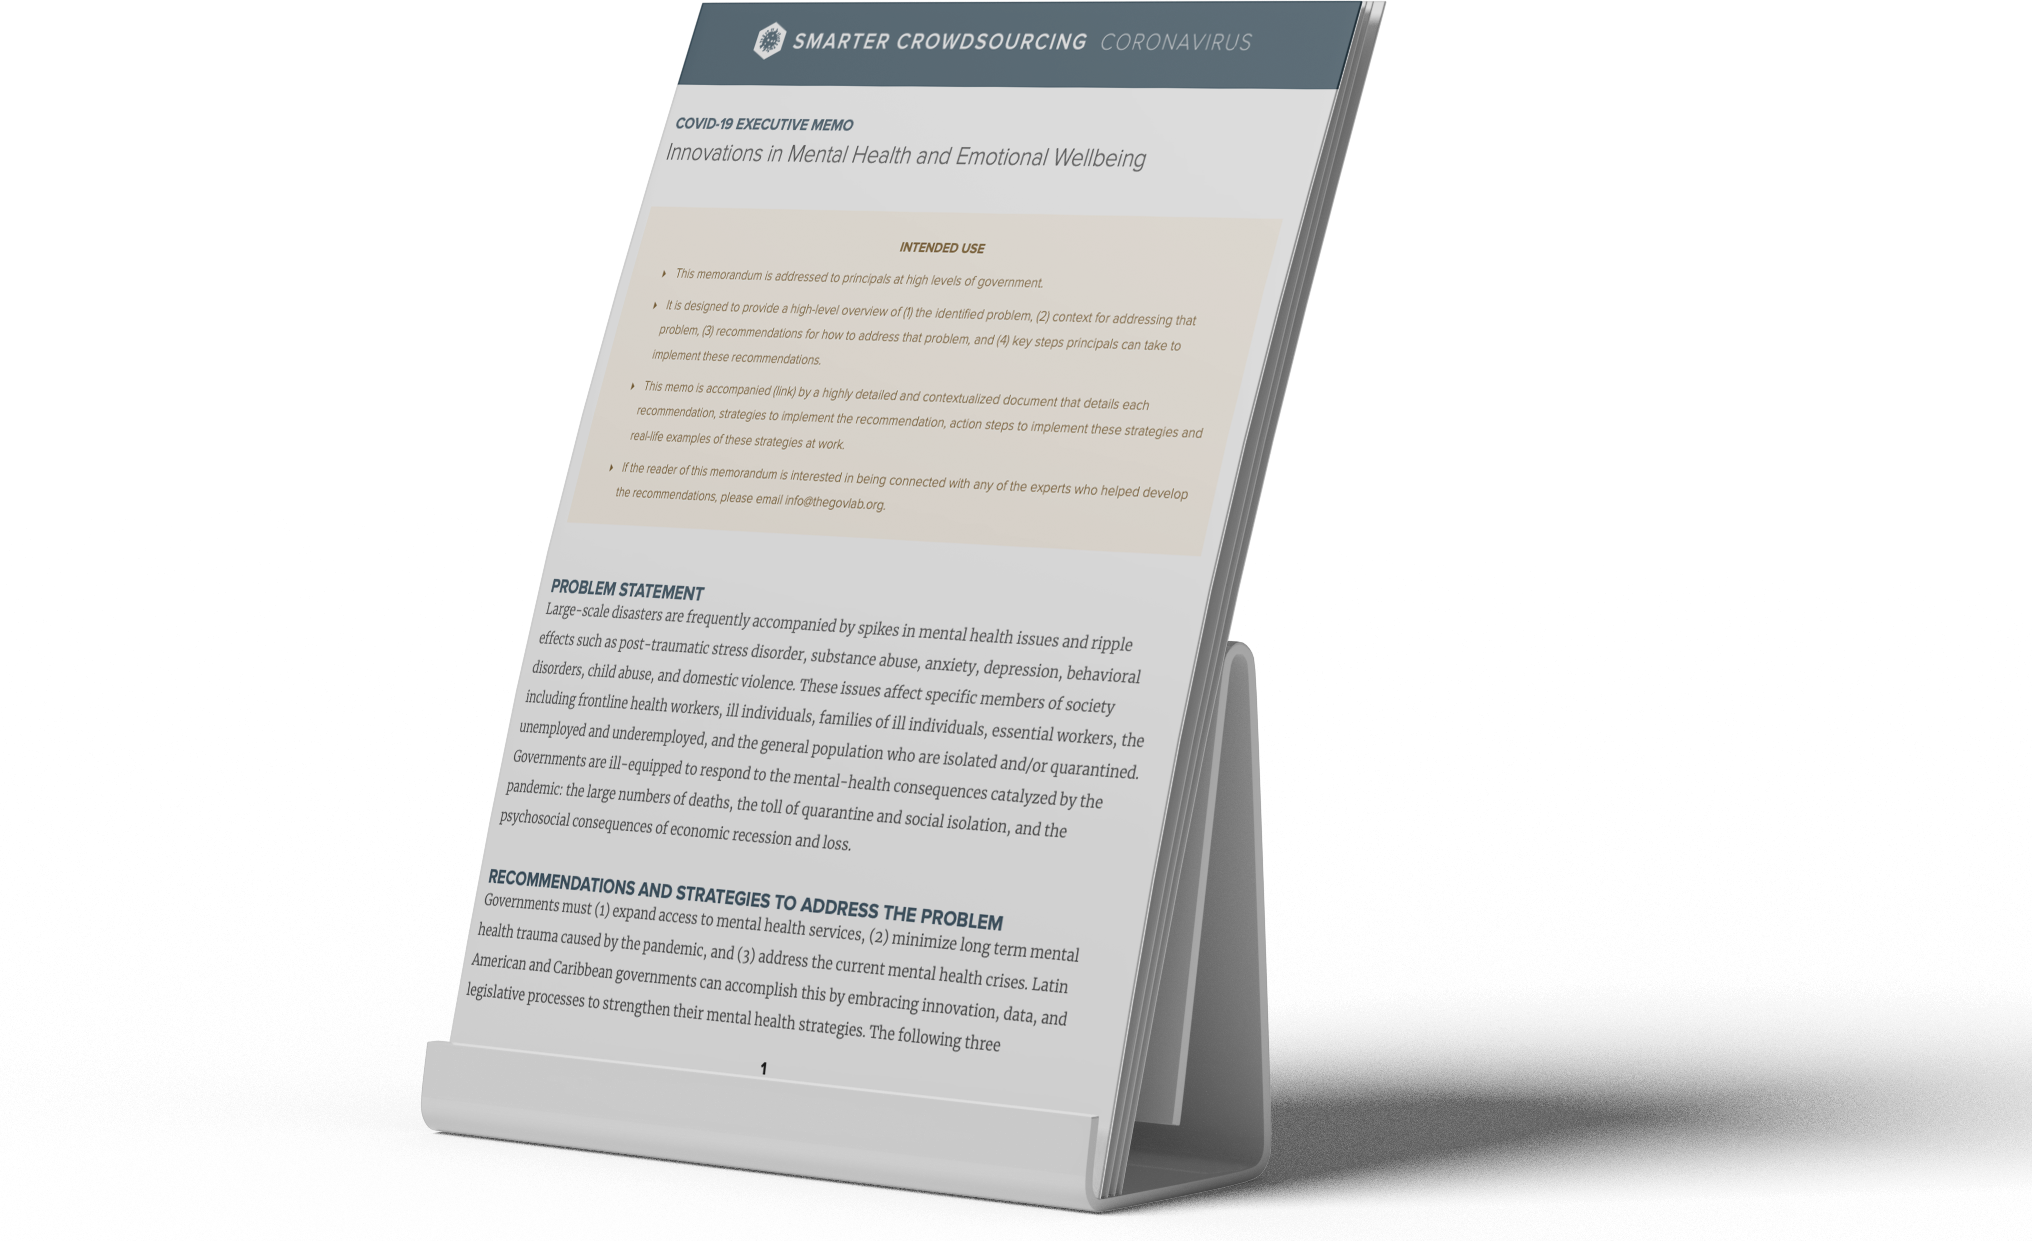 SMARTER CROWDSOURCING CORONAVIRUS
COVID-19 EXECUTIVE MEMO
Innovations in Mental Health and Emotional Wellbeing
INTENDED USE
This memorandum is addressed to principals at high levels of government.
It is designed to provide a high-level overview of (1) the identified problem, (2) context for addressing that
problem, (3) recommendations for how to address that problem, and (4) key steps principals can take to
implement these recommendations.
This memo is accompanied (link) by a highly detailed and contextualized document that details each
recommendation, strategies to implement the recommendation, action steps to implement these strategies and
real-life examples of these strategies at work.
If the reader of this memorandum is interested in being connected with any of the experts who helped develop
the recommendations, please email info@thegovlab.org.
PROBLEM STATEMENT
Large-scale disasters are frequently accompanied by spikes in mental health issues and ripple
effects such as post-traumatic stress disorder, substance abuse, anxiety, depression, behavioral
disorders, child abuse, and domestic violence. These issues affect specific members of society
including frontline health workers, ill individuals, families of ill individuals, essential workers, the
unemployed and underemployed, and the general population who are isolated and/or quarantined.
Governments are ill-equipped to respond to the mental-health consequences catalyzed by the
pandemic: the large numbers of deaths, the toll of quarantine and social isolation, and the
psychosocial consequences of economic recession and loss.
RECOMMENDATIONS AND STRATEGIES TO ADDRESS THE PROBLEM
Governments must (1) expand access to mental health services, (2) minimize long term mental
health trauma caused by the pandemic, and (3) address the current mental health crises. Latin
American and Caribbean governments can accomplish this by embracing innovation, data, and
legislative processes to strengthen their mental health strategies. The following three
1